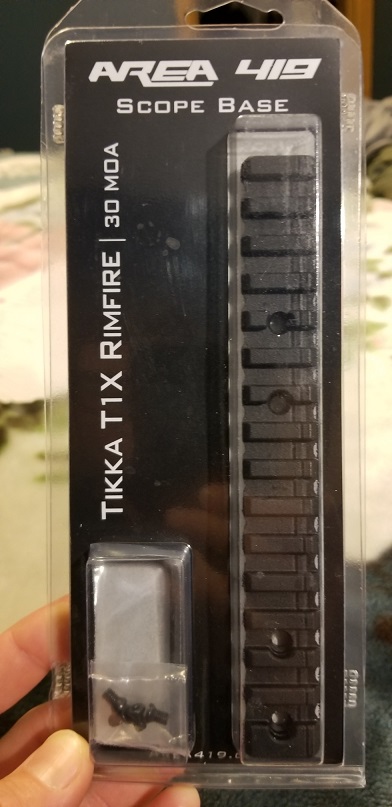 AREA 419
SCOPE BASE
TIKKA T1X RIMFIRE | 30 MOA